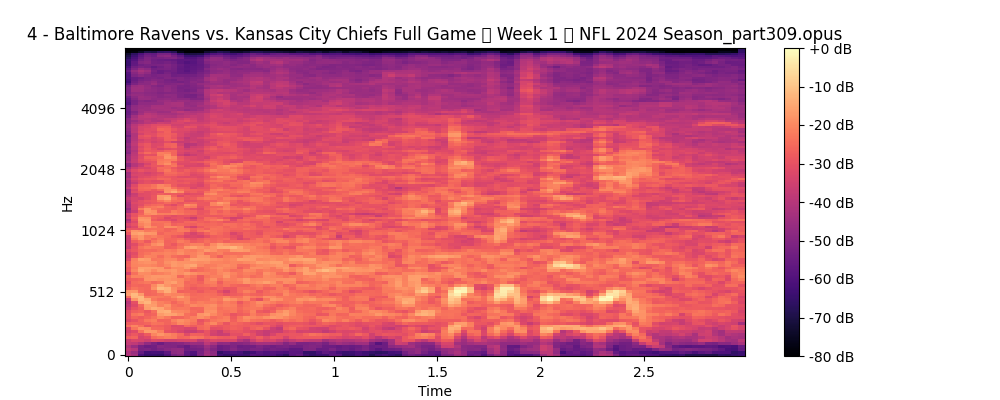 4 - Baltimore Ravens vs. Kansas City Chiefs Full Game ▯ Week 1 ▯ NFL 2024 Season_part309.opus
+0 dB
-10 dB
-20 dB
-30 dB
-40 dB
-50 dB
-60 dB
-70 dB
-80 dB
Hz
4096
2048
1024
512
0
0 0.5 1 1.5 2 2.5
Time